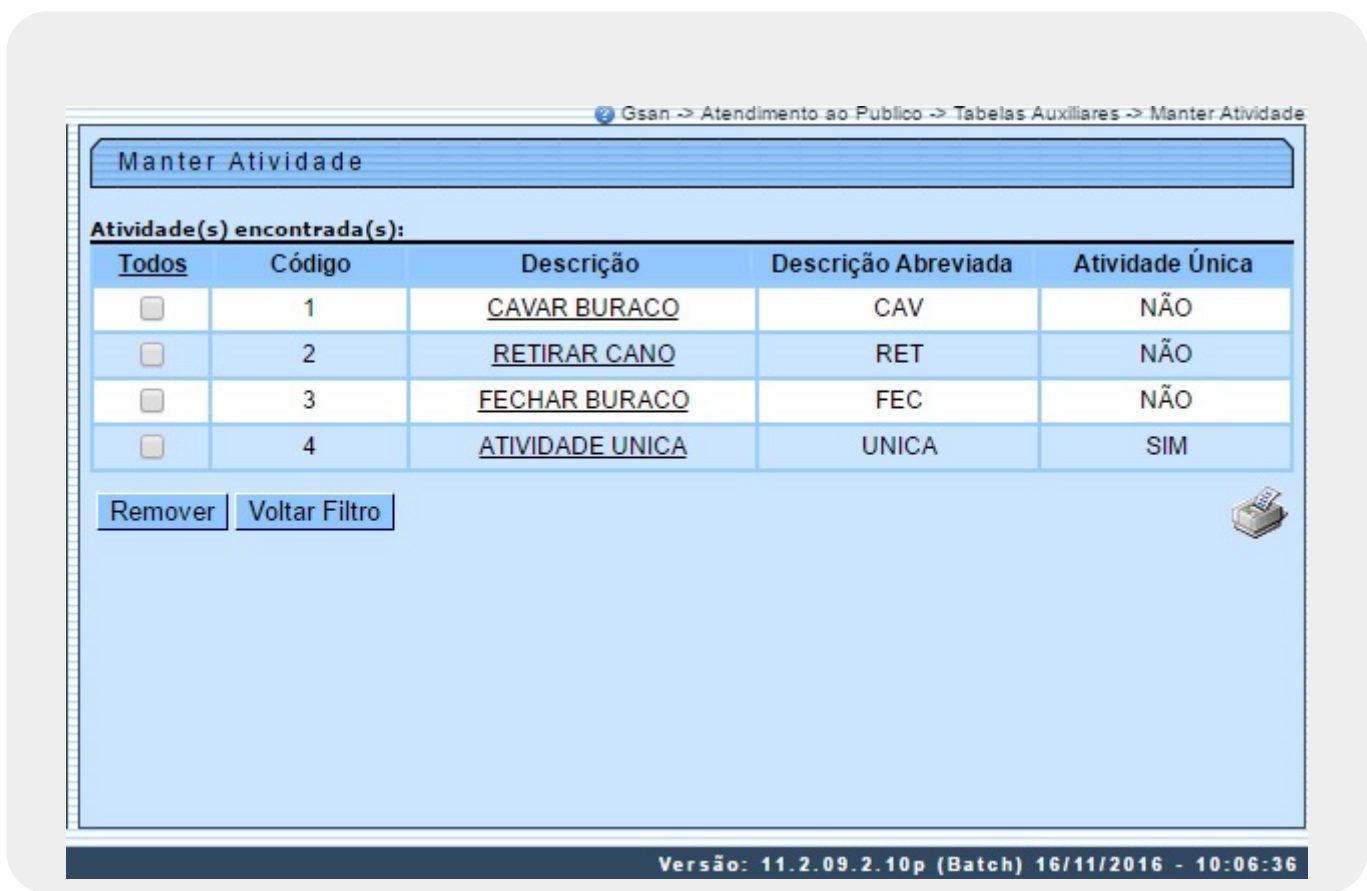 Gsan -> Atendimento ao Publico -> Tabelas Auxiliares -> Manter Atividade
Manter Atividade
Atividade(s) encontrada(s):
Todos Código Descrição Descrição Abreviada Atividade Única
1 CAVAR BURACO CAV NÃO
2 RETIRAR CANO RET NÃO
3 FECHAR BURACO FEC NÃO
4 ATIVIDADE UNICA UNICA SIM
Remover Voltar Filtro
Versão: 11.2.09.2.10p (Batch) 16/11/2016 - 10:06:36